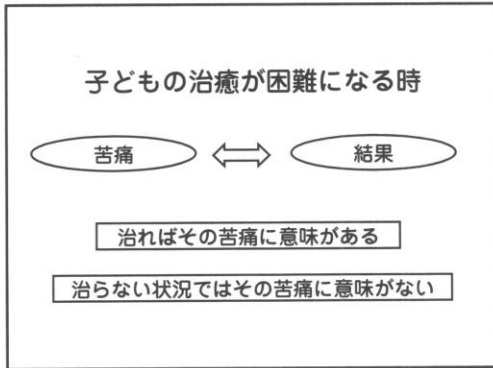 子どもの治癒が困難になる時
苦痛
結果
治ればその苦痛に意味がある
治らない状況ではその苦痛に意味がない